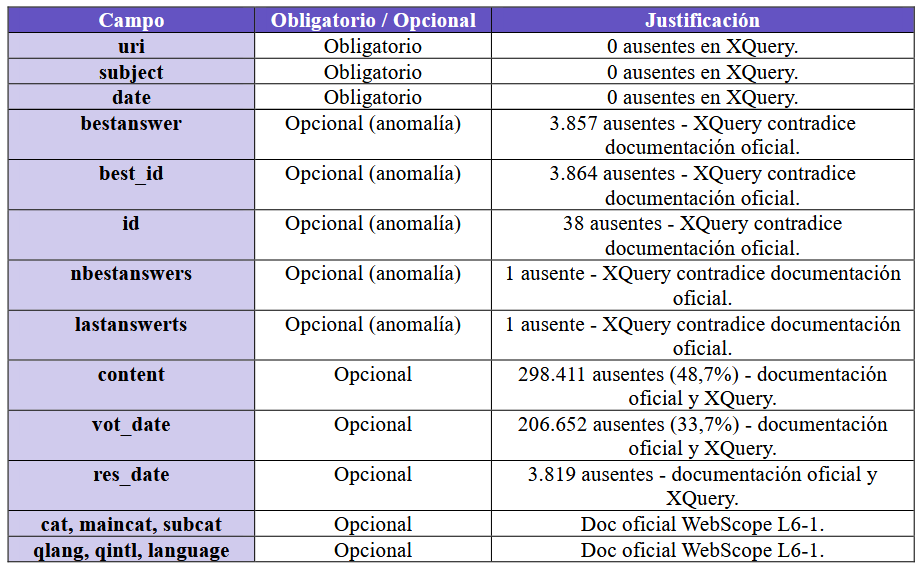 Campo Obligatorio / Opcional Justificación
uri Obligatorio 0 ausentes en XQuery.
subject Obligatorio 0 ausentes en XQuery.
date Obligatorio 0 ausentes en XQuery.
bestanswer Opcional (anomalía) 3.857 ausentes - XQuery contradice
documentación oficial.
best_id Opcional (anomalía) 3.864 ausentes - XQuery contradice
documentación oficial.
id Opcional (anomalía) 38 ausentes - XQuery contradice
documentación oficial.
nbestanswers Opcional (anomalía) 1 ausente - XQuery contradice documentación
oficial.
lastanswerts Opcional (anomalía) 1 ausente - XQuery contradice documentación
oficial.
content Opcional 298.411 ausentes (48,7%) - documentación
oficial y XQuery.
vot_date Opcional 206.652 ausentes (33,7%) - documentación
oficial y XQuery.
res_date Opcional 3.819 ausentes - documentación oficial y
XQuery.
cat, maincat, subcat Opcional Doc oficial WebScope L6-1.
qlang, qintl, language Opcional Doc oficial WebScope L6-1.